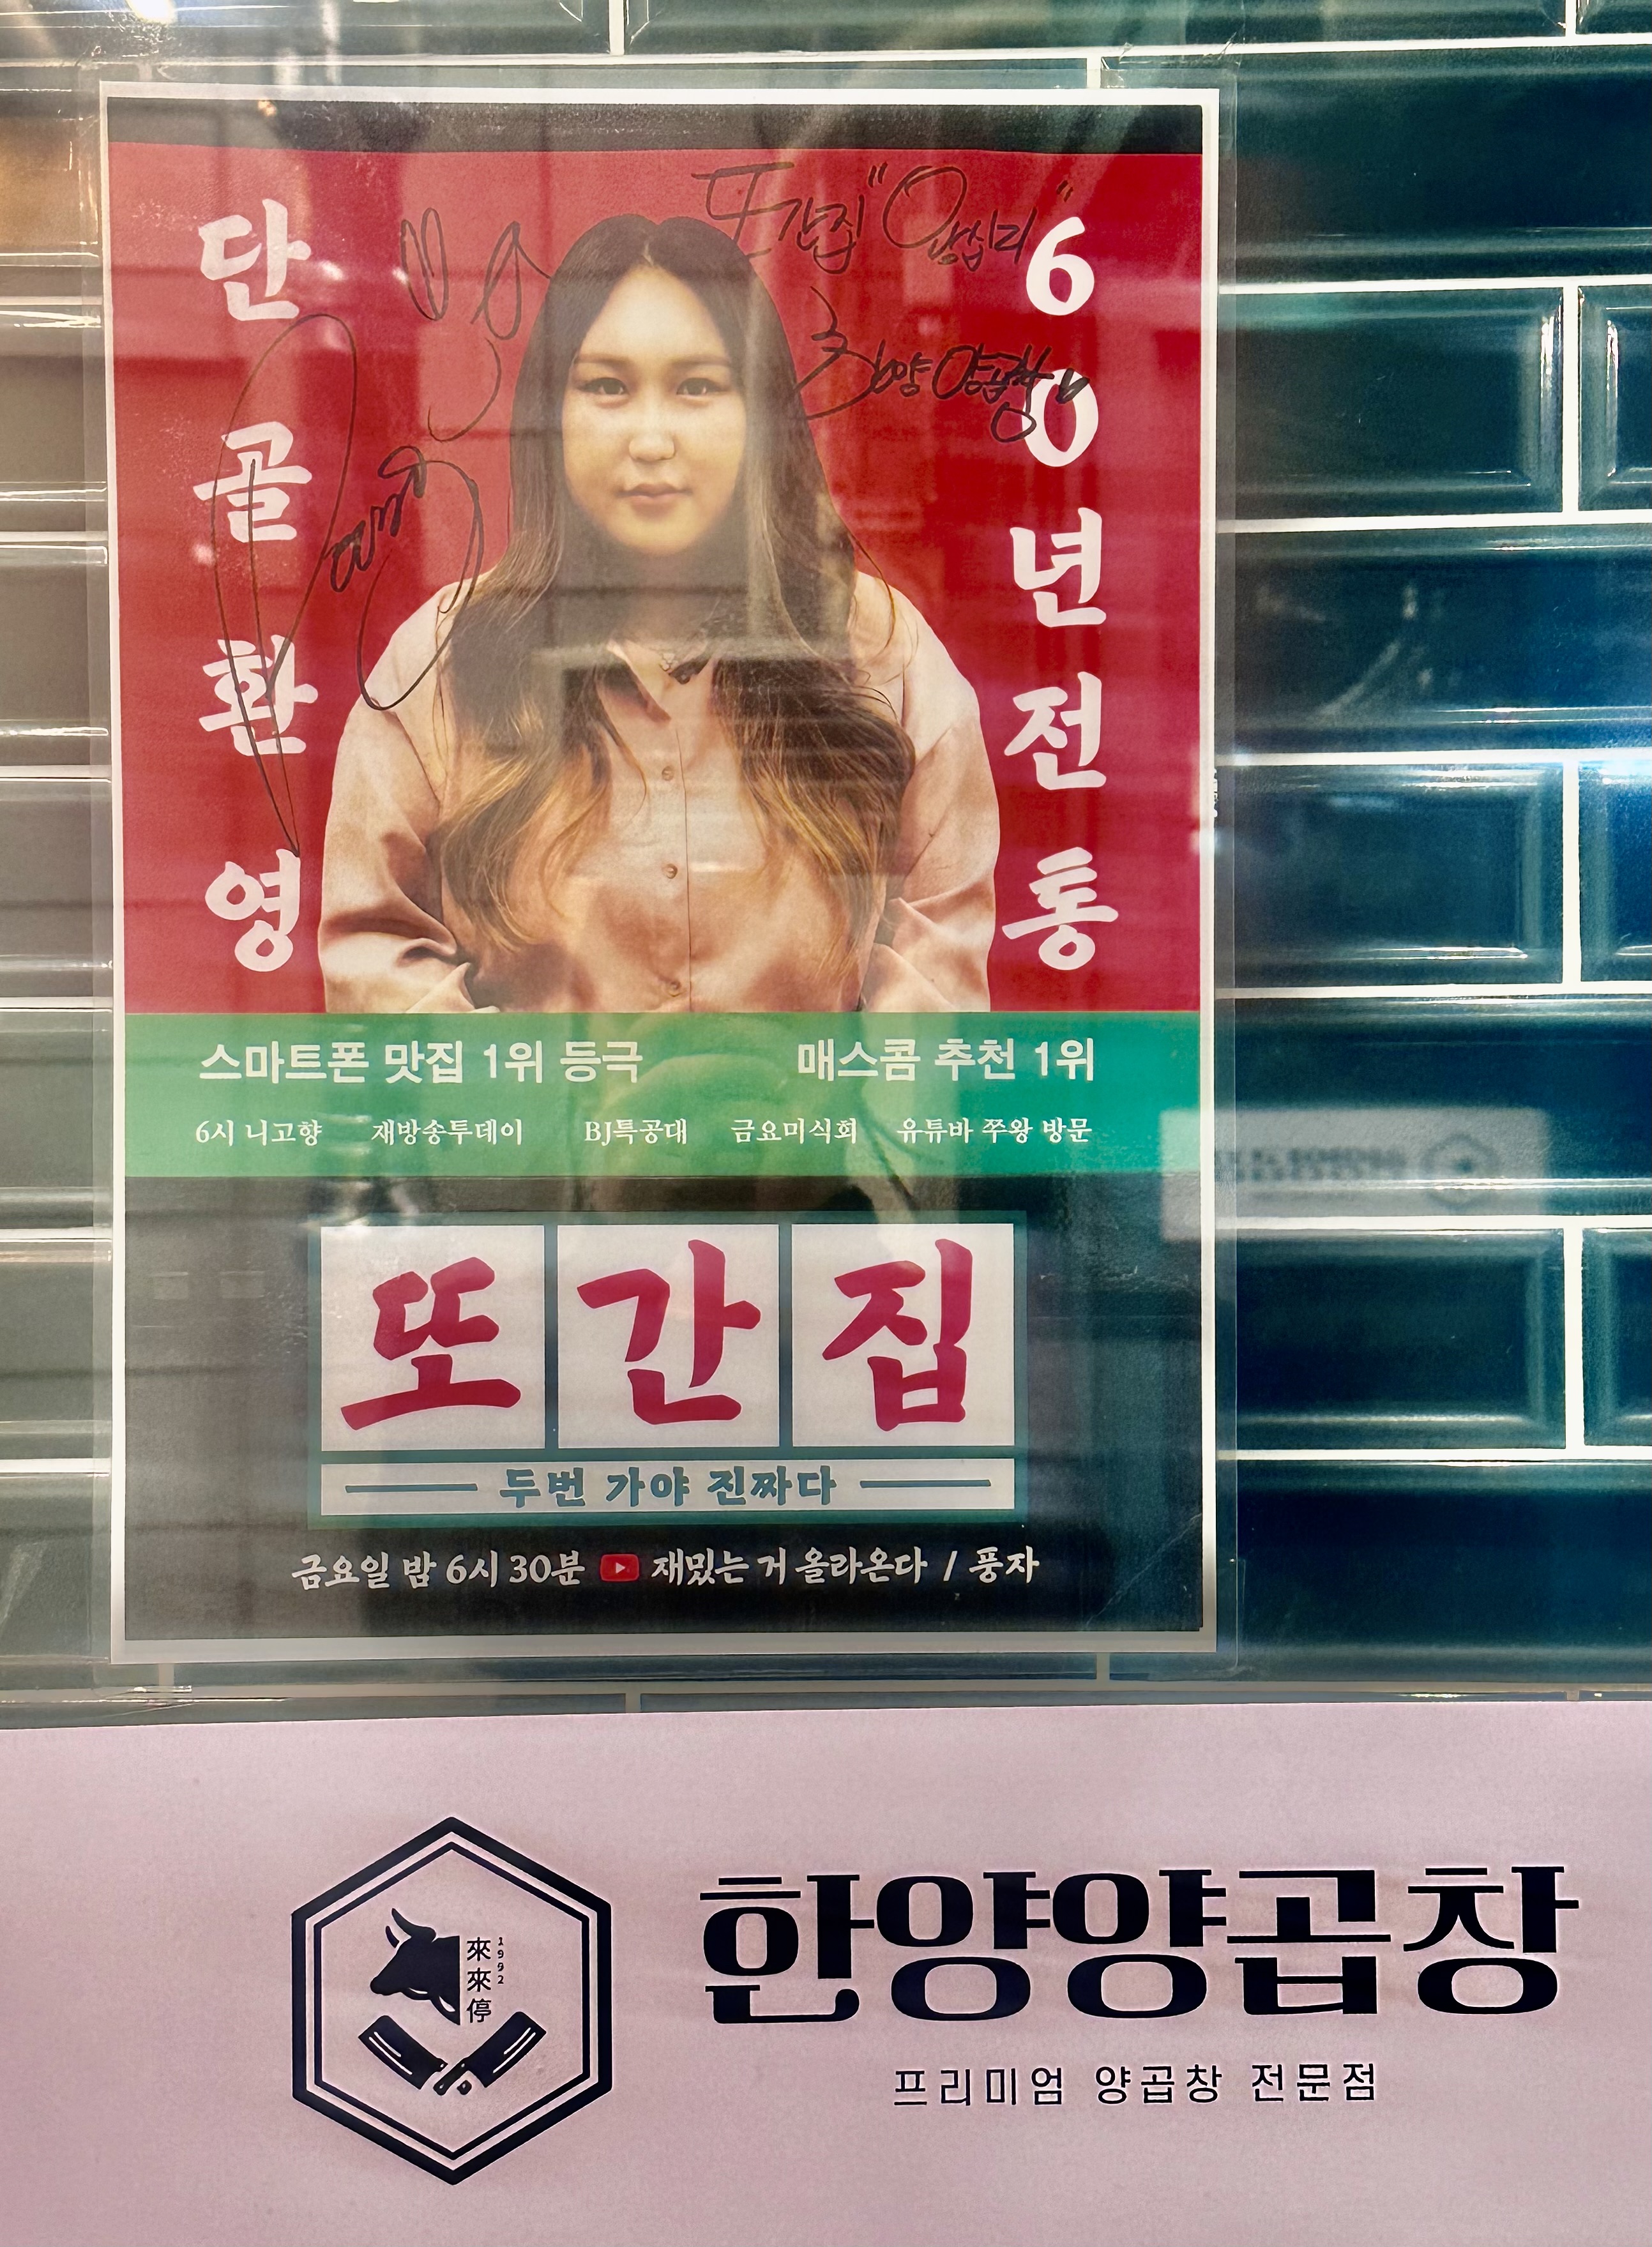 단골환영
60년전통
또간집 "왕십리"
한양양곱창
스마트폰 맛집 1위 등극
매스콤 추천 1위
6시 니고향 재방송투데이 BJ특공대 금요미식회 유튜바 쭈왕 방문
또간집
두번 가야 진짜다
금요일 밤 6시 30분 재밌는 거 올라온다 / 풍자
來來停
1992
한양양곱창
프리미엄 양곱창 전문점